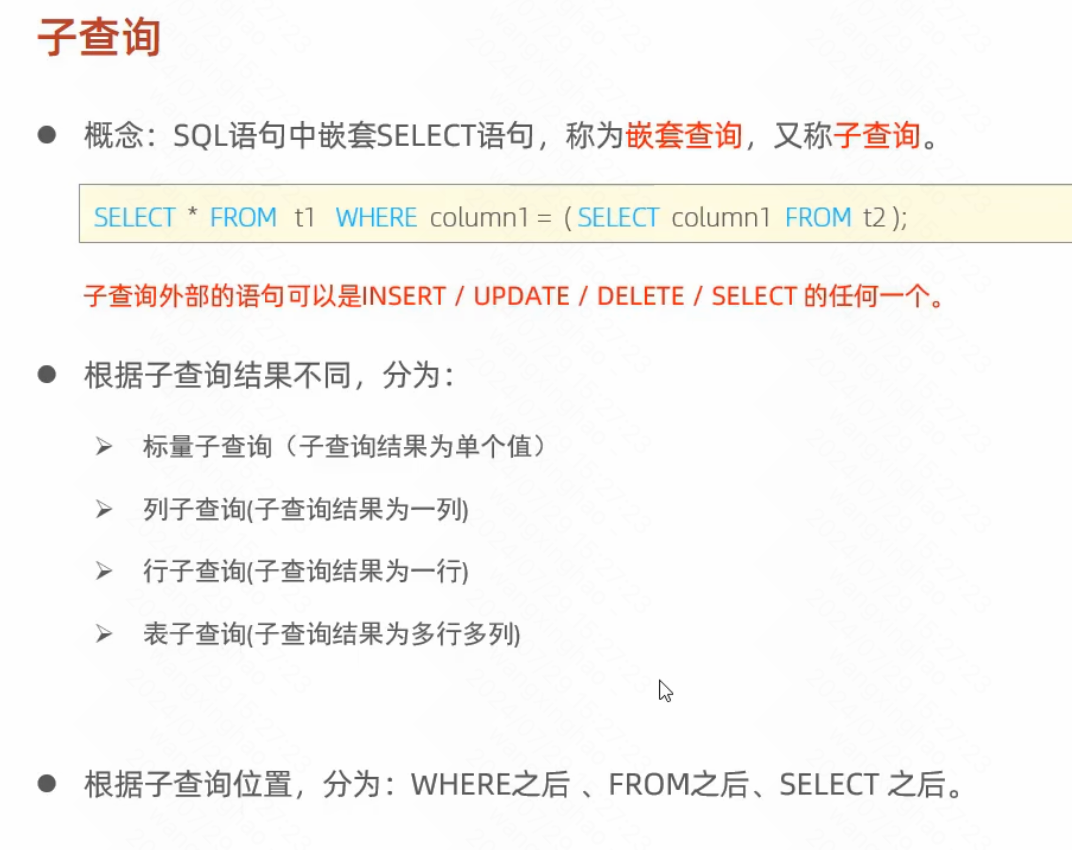 子查询
概念：SQL语句中嵌套SELECT语句，称为嵌套查询，又称子查询。
SELECT * FROM t1 WHERE column1 = ( SELECT column1 FROM t2 );
子查询外部的语句可以是INSERT / UPDATE / DELETE / SELECT 的任何一个。
根据子查询结果不同，分为：
标量子查询（子查询结果为单个值）
列子查询(子查询结果为一列)
行子查询(子查询结果为一行)
表子查询(子查询结果为多行多列)
根据子查询位置，分为：WHERE之后 、FROM之后、SELECT 之后。